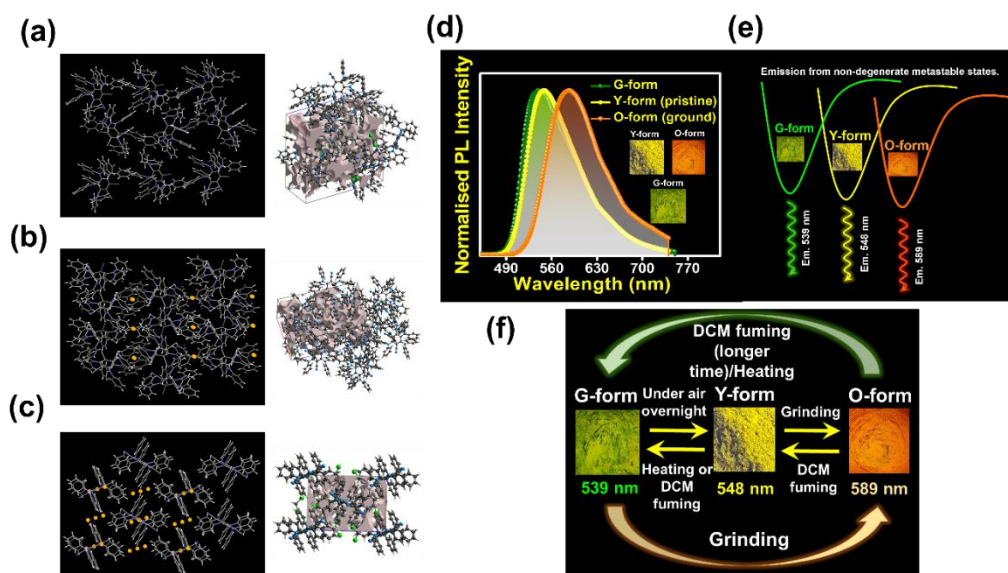 (a)
(b)
(c)
(d)
Normalised PL Intensity
G-form
Y-form (pristine)
O-form (ground)
Y-form O-form
G-form
490 560 630 700 770
Wavelength (nm)
(e)
Emission from non-degenerate metastable states.
G-form
Y-form
O-form
Em. 539 nm
Em. 548 nm
Em. 589 nm
(f)
DCM fuming
(longer
time)/Heating
G-form
Under air
overnight
Y-form
Grinding
O-form
Heating or
DCM
fuming
DCM
fuming
539 nm
548 nm
589 nm
Grinding